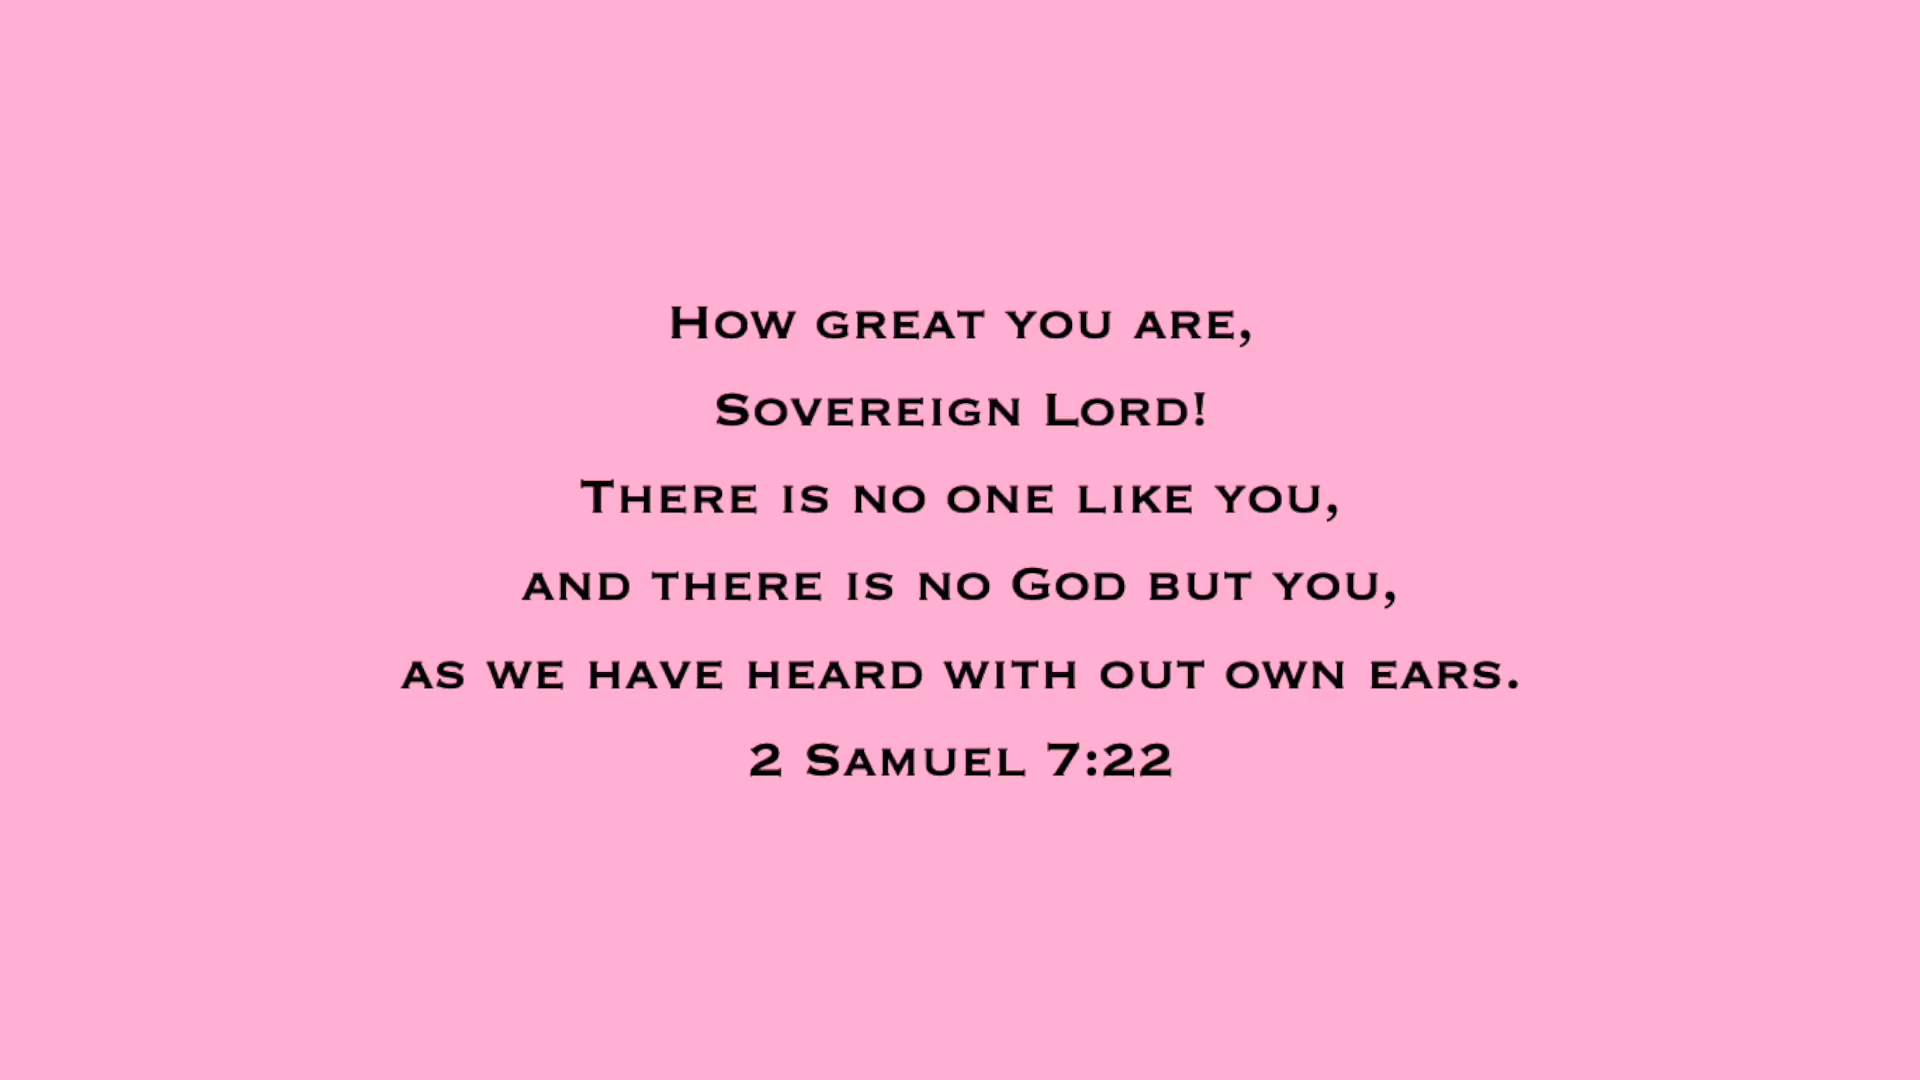 How great you are,
Sovereign Lord!
There is no one like you,
and there is no God but you,
as we have heard with out own ears.
2 Samuel 7:22